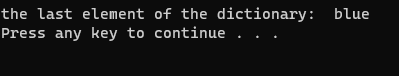 the last element of the dictionary:  blue
Press any key to continue . . .